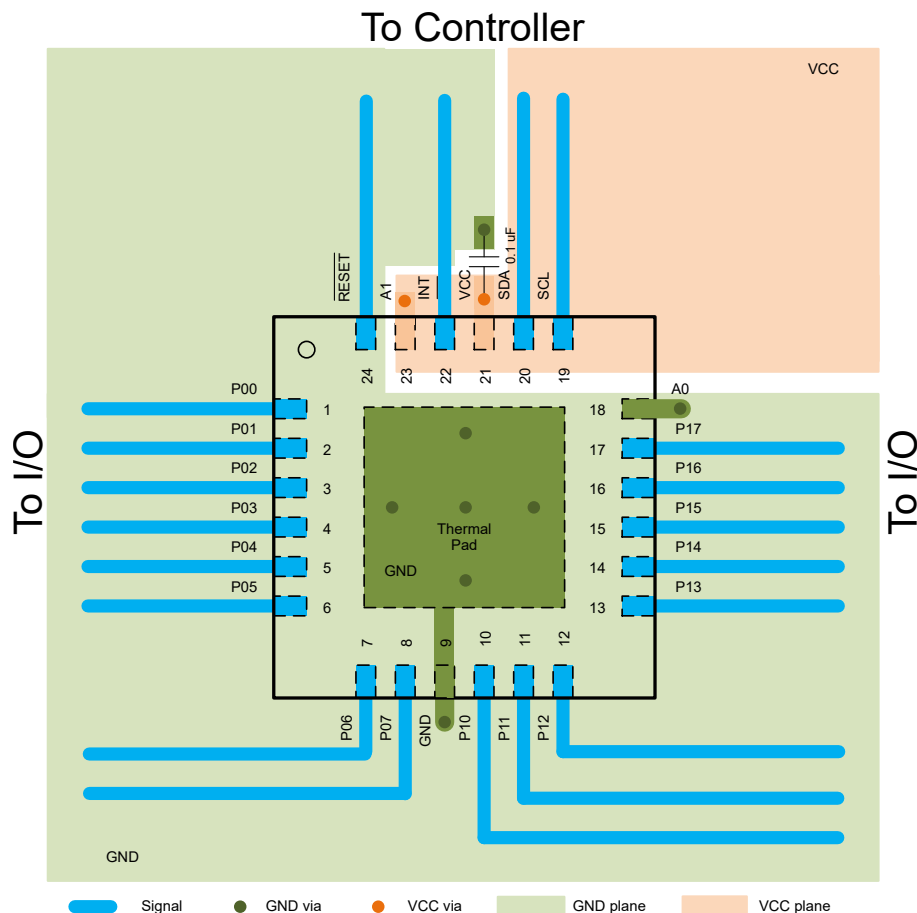 To Controller
VCC
RESET
A1
INT
VCC
SDA
0.1 uF
SCL
24
23
22
21
20
19
P00
1
P01
2
P02
3
P03
4
P04
5
P05
6
To I/O
18
A0
17
P17
16
P16
15
P15
14
P14
13
P13
To I/O
Thermal
Pad
GND
7
8
9
10
11
12
P06
P07
GND
P10
P11
P12
GND
Signal
GND via
VCC via
GND plane
VCC plane